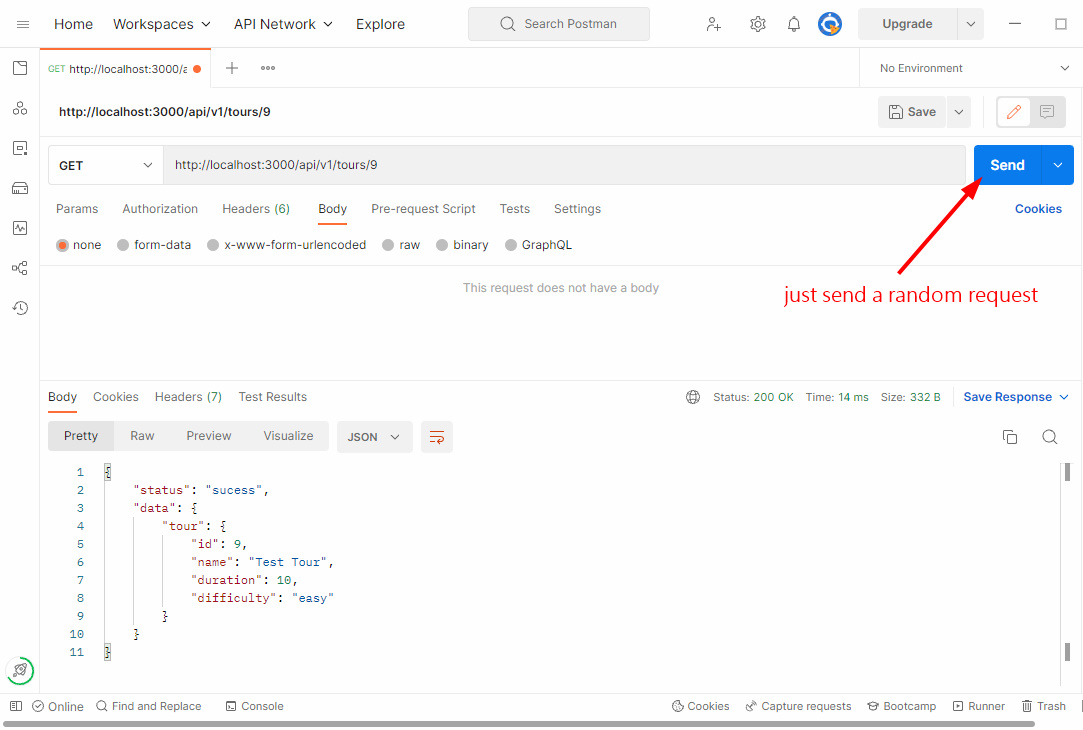 Home Workspaces API Network Explore Search Postman Upgrade
GET http://localhost:3000/a No Environment
http://localhost:3000/api/v1/tours/9 Save
GET http://localhost:3000/api/v1/tours/9 Send
Params Authorization Headers (6) Body Pre-request Script Tests Settings Cookies
none form-data x-www-form-urlencoded raw binary GraphQL
This request does not have a body
just send a random request
Body Cookies Headers (7) Test Results Status: 200 OK Time: 14 ms Size: 332 B Save Response
Pretty Raw Preview Visualize JSON
1 {
2 "status": "sucess",
3 "data": {
4 "tour": {
5 "id": 9,
6 "name": "Test Tour",
7 "duration": 10,
8 "difficulty": "easy"
9 }
10 }
11 }
Online Find and Replace Console Cookies Capture requests Bootcamp Runner Trash